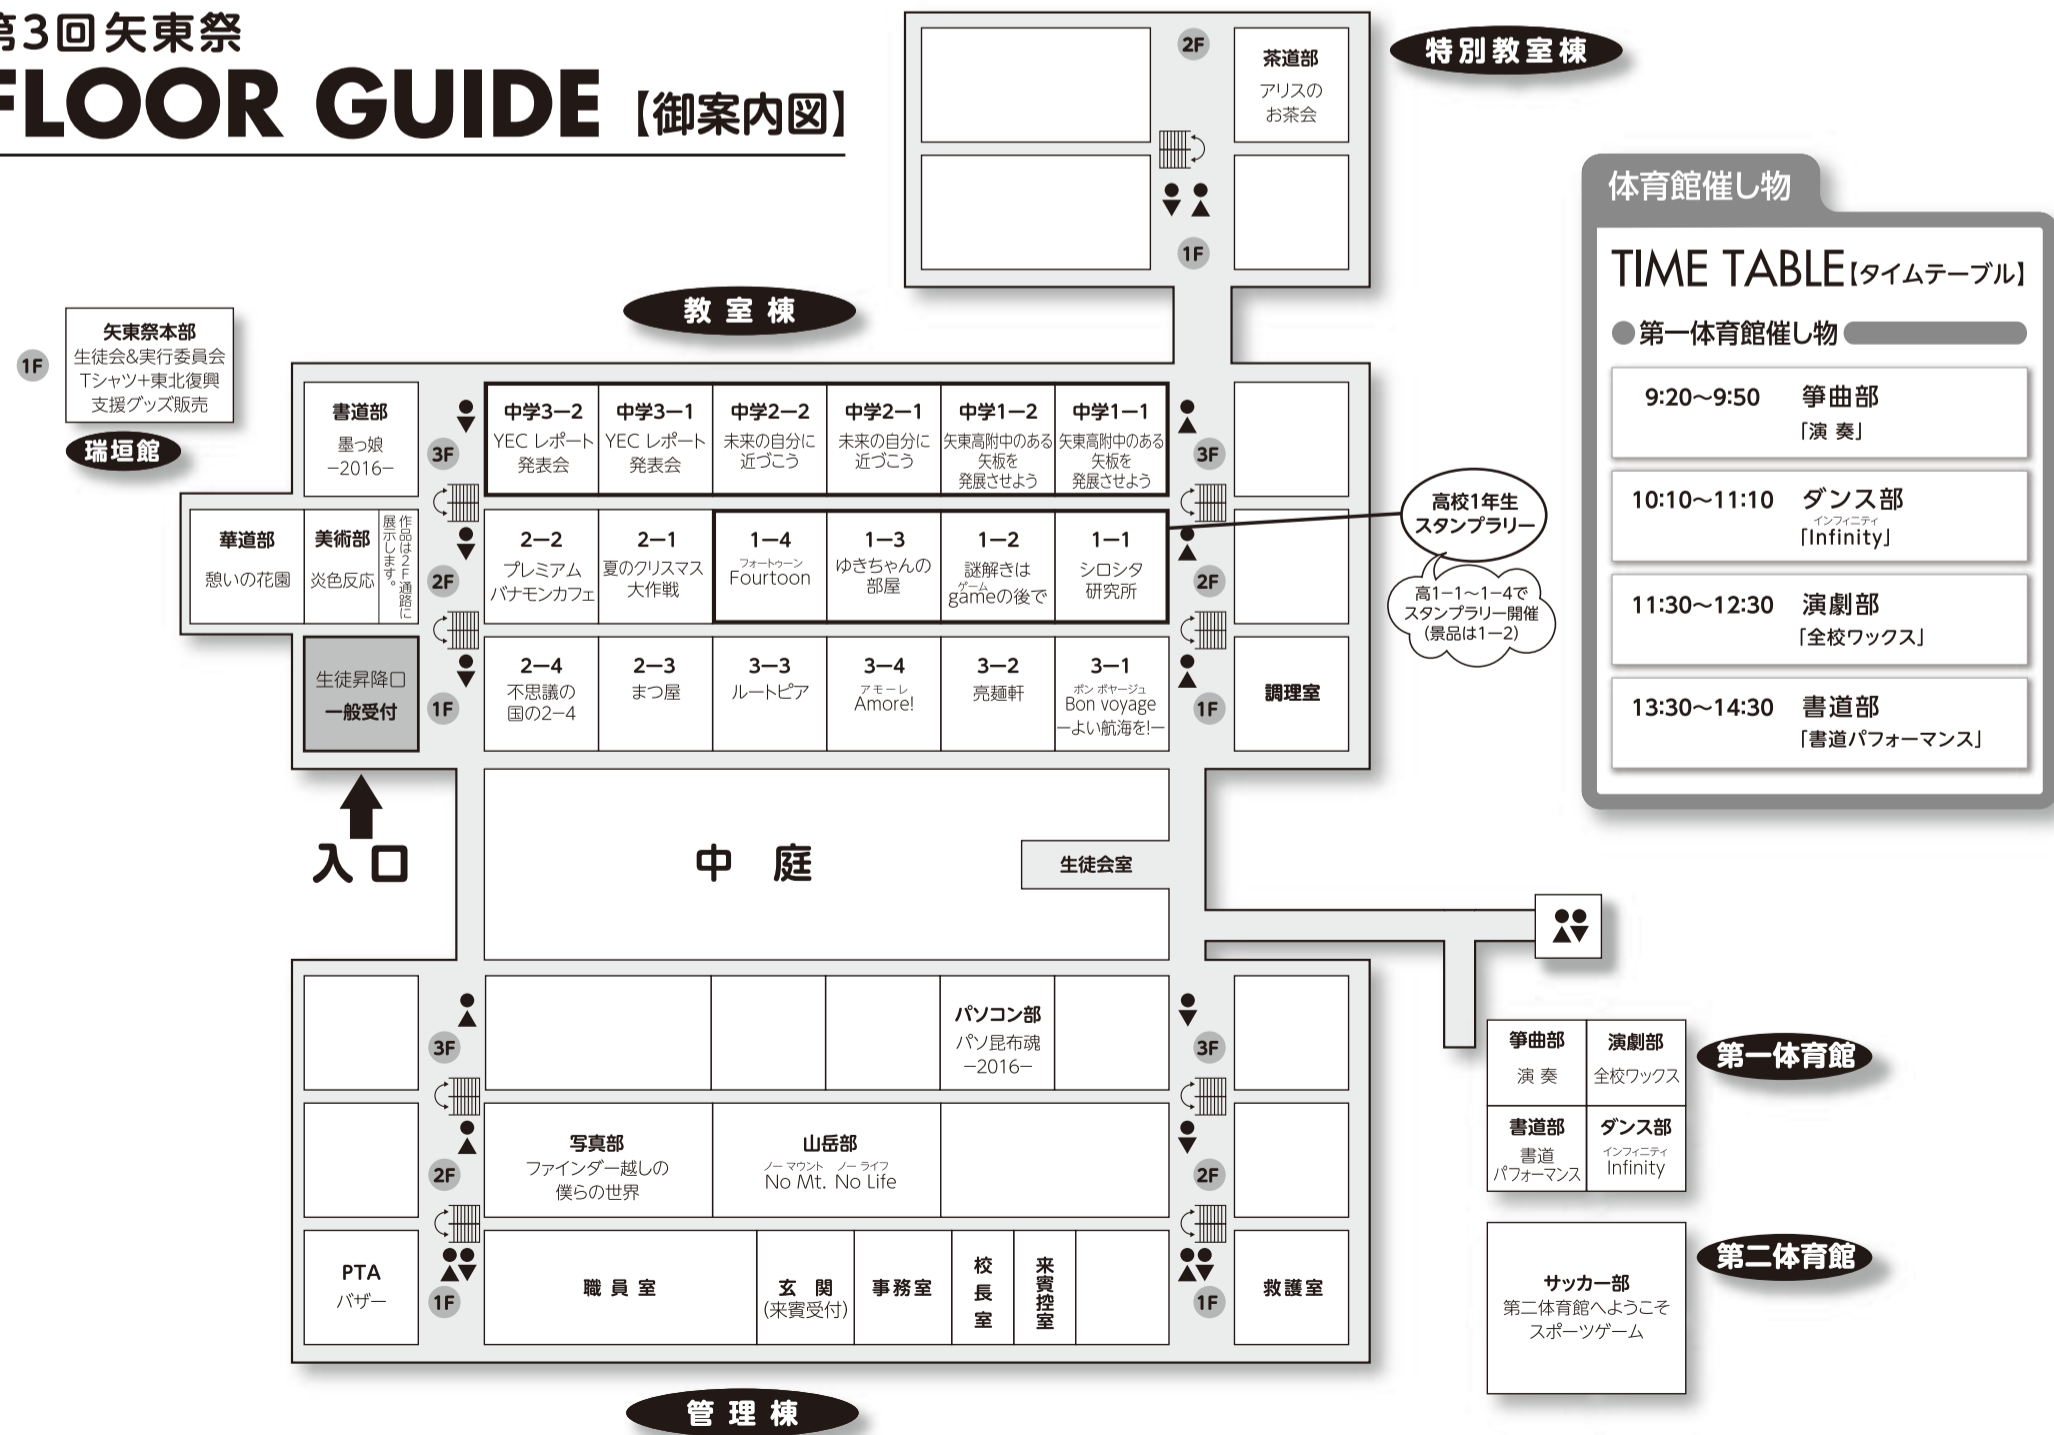 第3回 矢東祭
FLOOR GUIDE【御案内図】
特別教室棟
2F
茶道部
アリスの
お茶会
1F
体育館催し物
TIME TABLE【タイムテーブル】
●第一体育館催し物
9:20～9:50 箏曲部
「演 奏」
10:10～11:10 ダンス部
インフィニティ
「Infinity」
11:30～12:30 演劇部
「全校ワックス」
13:30～14:30 書道部
「書道パフォーマンス」
1F
矢東祭本部
生徒会&実行委員会
Tシャツ+東北復興
支援グッズ販売
瑞垣館
教室棟
書道部
墨っ娘
−2016−
3F
中学3−2
YEC レポート
発表会
中学3−1
YEC レポート
発表会
中学2−2
未来の自分に
近づこう
中学2−1
未来の自分に
近づこう
中学1−2
矢東高附中のある
矢板を
発展させよう
中学1−1
矢東高附中のある
矢板を
発展させよう
3F
華道部
憩いの花園
美術部
炎色反応
作品は2F通路に
展示します。
2F
2−2
プレミアム
バナモンカフェ
2−1
夏のクリスマス
大作戦
1−4
フォートゥーン
Fourtoon
1−3
ゆきちゃんの
部屋
1−2
謎解きは
ゲーム
gameの後で
1−1
シロシタ
研究所
2F
高校1年生
スタンプラリー
高1−1～1−4で
スタンプラリー開催
(景品は1−2)
生徒昇降口
一般受付
1F
2−4
不思議の
国の2−4
2−3
まつ屋
3−3
ルートピア
3−4
アモーレ
Amore!
3−2
亮麺軒
3−1
ボン ボヤージュ
Bon voyage
ーよい航海を!ー
1F
調理室
入口
中 庭
生徒会室
3F
パソコン部
パソ昆布魂
−2016−
3F
2F
写真部
ファインダー越しの
僕らの世界
山岳部
ノー マウント ノー ライフ
No Mt. No Life
2F
PTA
バザー
1F
職員室
玄 関
(来賓受付)
事務室
校長室
来賓控室
1F
救護室
管理棟
箏曲部
演 奏
演劇部
全校ワックス
書道部
書道
パフォーマンス
ダンス部
インフィニティ
Infinity
第一体育館
サッカー部
第二体育館へようこそ
スポーツゲーム
第二体育館